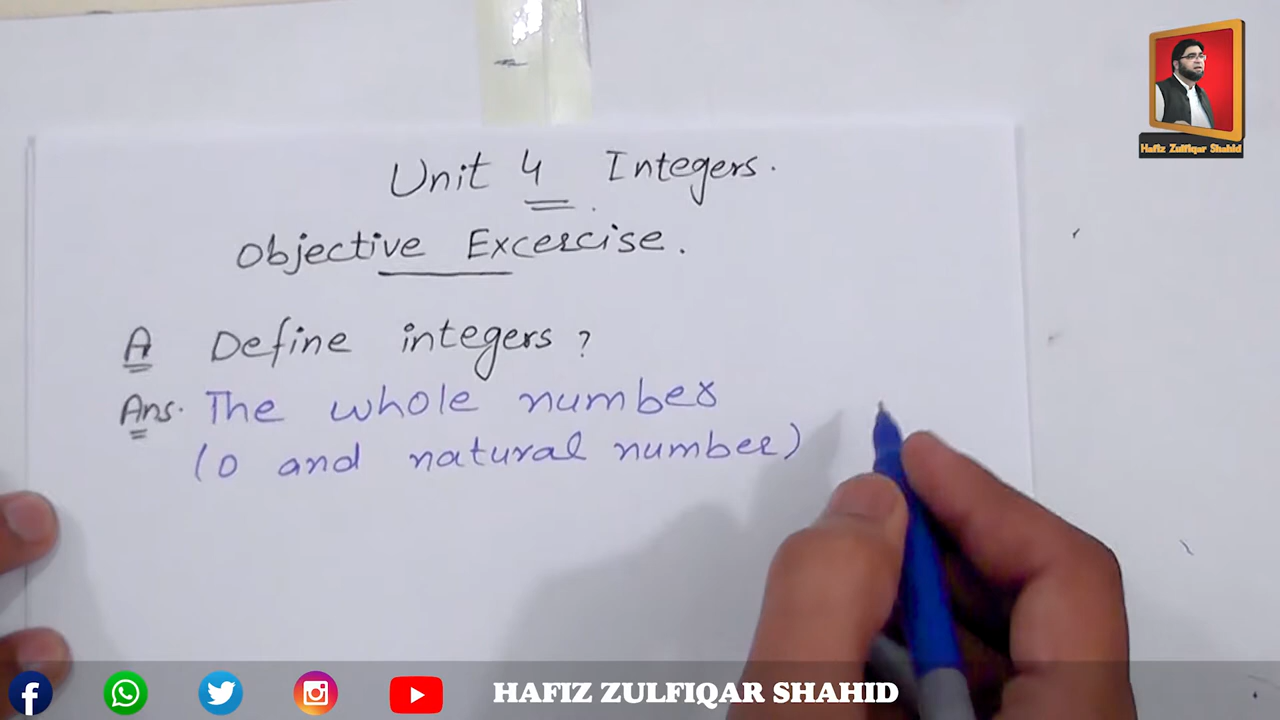 Hafiz Zulfiqar Shahid
Unit 4 Integers.
Objective Excercise.
A Define integers?
Ans. The whole number
(0 and natural number)
HAFIZ ZULFIQAR SHAHID